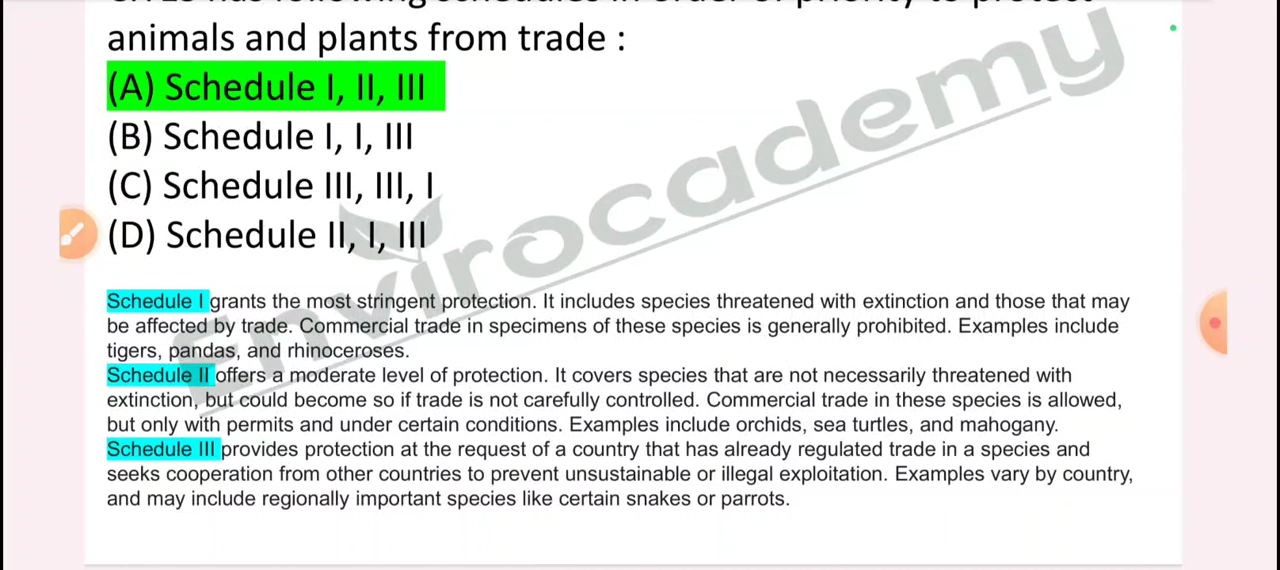 animals and plants from trade :
(A) Schedule I, II, III
(B) Schedule I, I, III
(C) Schedule III, III, I
(D) Schedule II, I, III
Envirocademy
Schedule I grants the most stringent protection. It includes species threatened with extinction and those that may
be affected by trade. Commercial trade in specimens of these species is generally prohibited. Examples include
tigers, pandas, and rhinoceroses.
Schedule II offers a moderate level of protection. It covers species that are not necessarily threatened with
extinction, but could become so if trade is not carefully controlled. Commercial trade in these species is allowed,
but only with permits and under certain conditions. Examples include orchids, sea turtles, and mahogany.
Schedule III provides protection at the request of a country that has already regulated trade in a species and
seeks cooperation from other countries to prevent unsustainable or illegal exploitation. Examples vary by country,
and may include regionally important species like certain snakes or parrots.